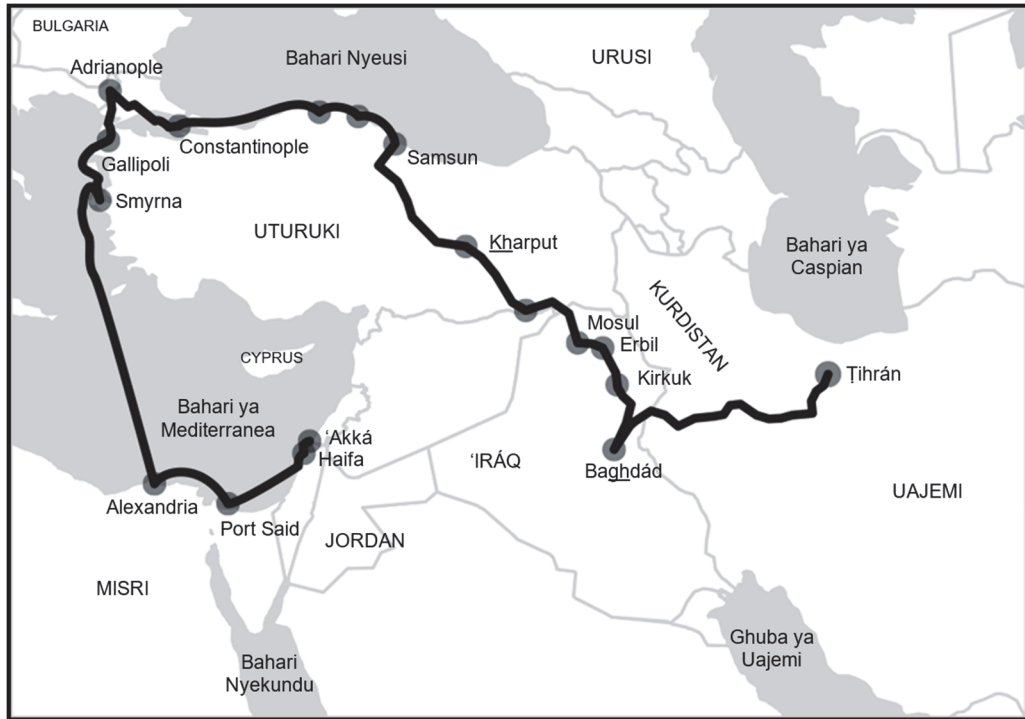 BULGARIA
Adrianople
Bahari Nyeusi
URUSI
Constantinople
Gallipoli
Samsun
Smyrna
UTURUKI
Kharput
Bahari ya
Caspian
KURDISTAN
Mosul
Erbil
CYPRUS
Kirkuk
Ṭihrán
Bahari ya
Mediterranea
‘Akká
Haifa
‘IRÁQ
Baghdád
UAJEMI
Alexandria
Port Said
JORDAN
MISRI
Ghuba ya
Uajemi
Bahari
Nyekundu